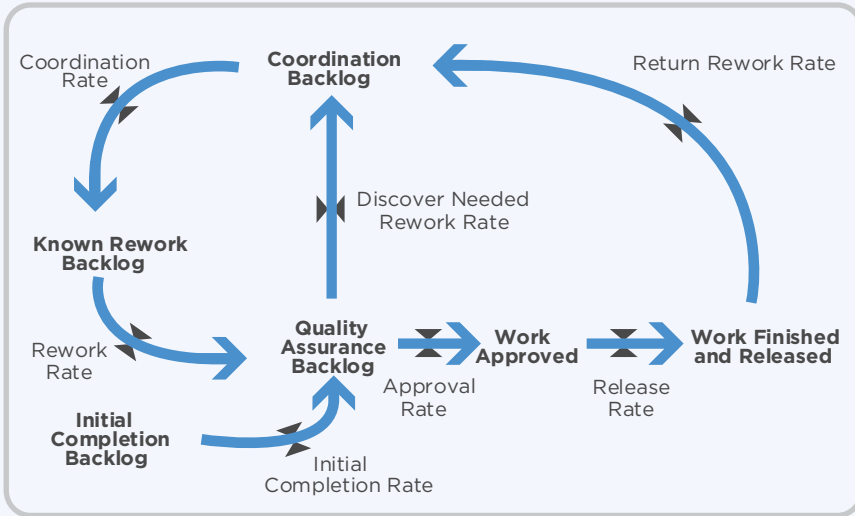 Coordination
Rate
Coordination
Backlog
Return Rework Rate
Discover Needed
Rework Rate
Known Rework
Backlog
Rework
Rate
Quality
Assurance
Backlog
Approval
Rate
Work
Approved
Release
Rate
Work Finished
and Released
Initial
Completion
Backlog
Initial
Completion Rate